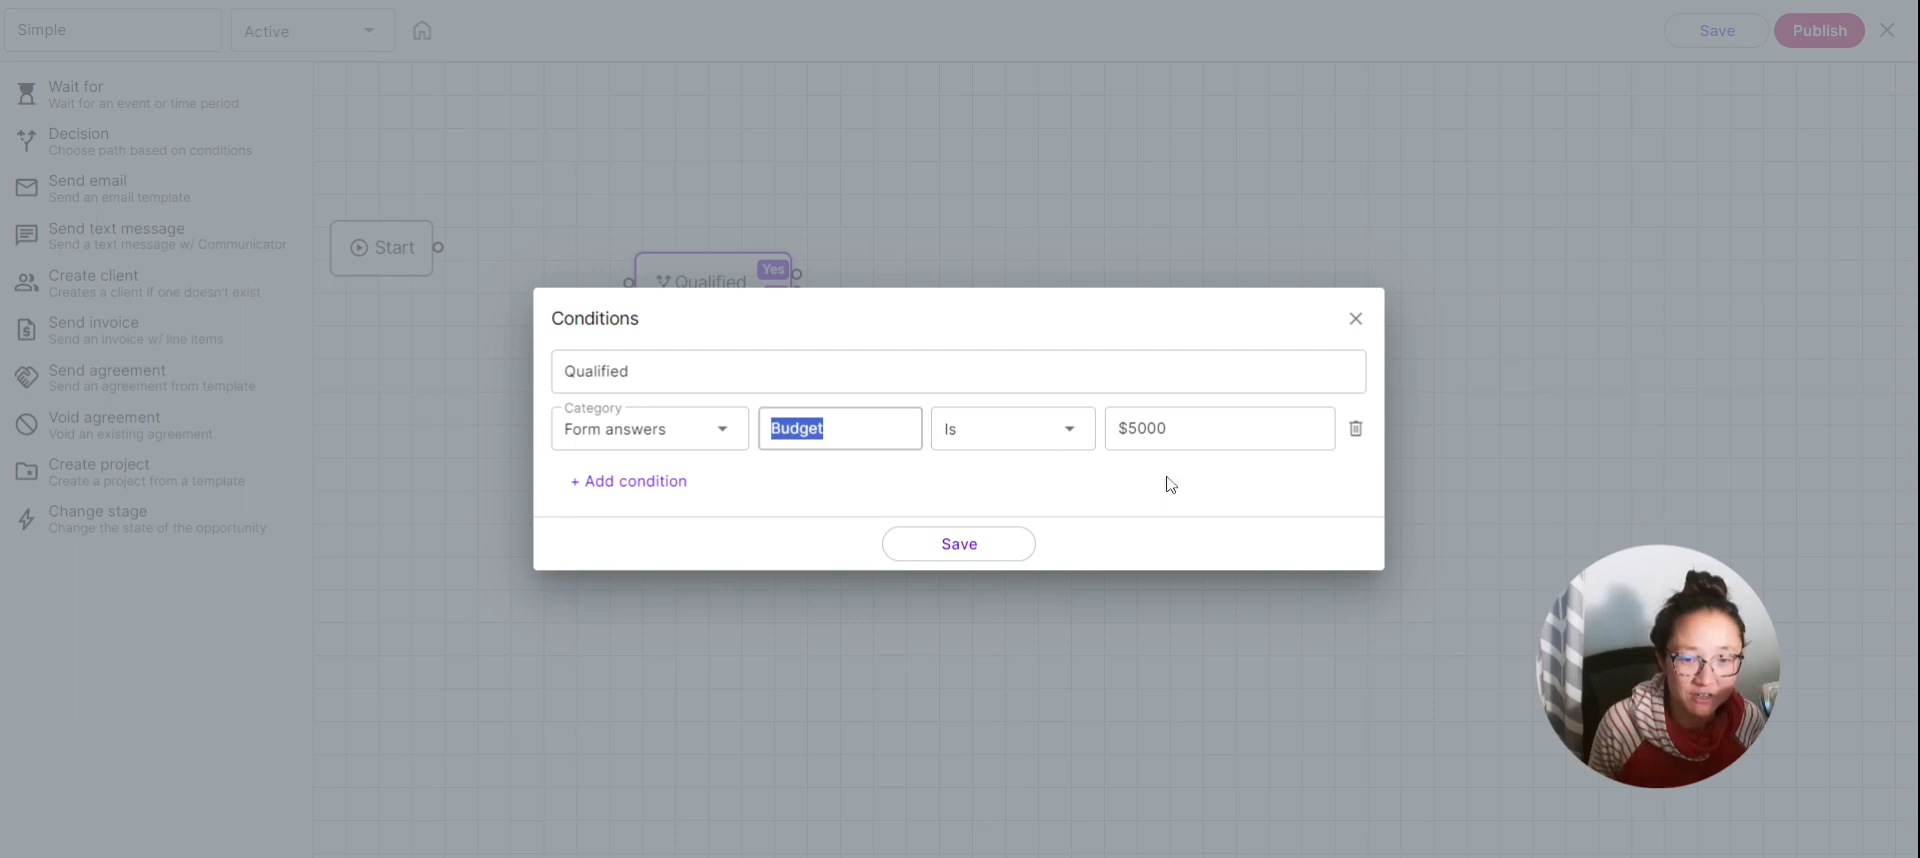 Simple
Active
Save
Publish
Wait for
Wait for an event or time period
Decision
Choose path based on conditions
Send email
Send an email template
Send text message
Send a text message w/ Communicator
Create client
Creates a client if one doesn't exist
Send invoice
Send an invoice w/ line items
Send agreement
Send an agreement from template
Void agreement
Void an existing agreement
Create project
Create a project from a template
Change stage
Change the state of the opportunity
Start
Qualified
Yes
Conditions
Qualified
Category
Form answers
Budget
Is
$5000
+ Add condition
Save